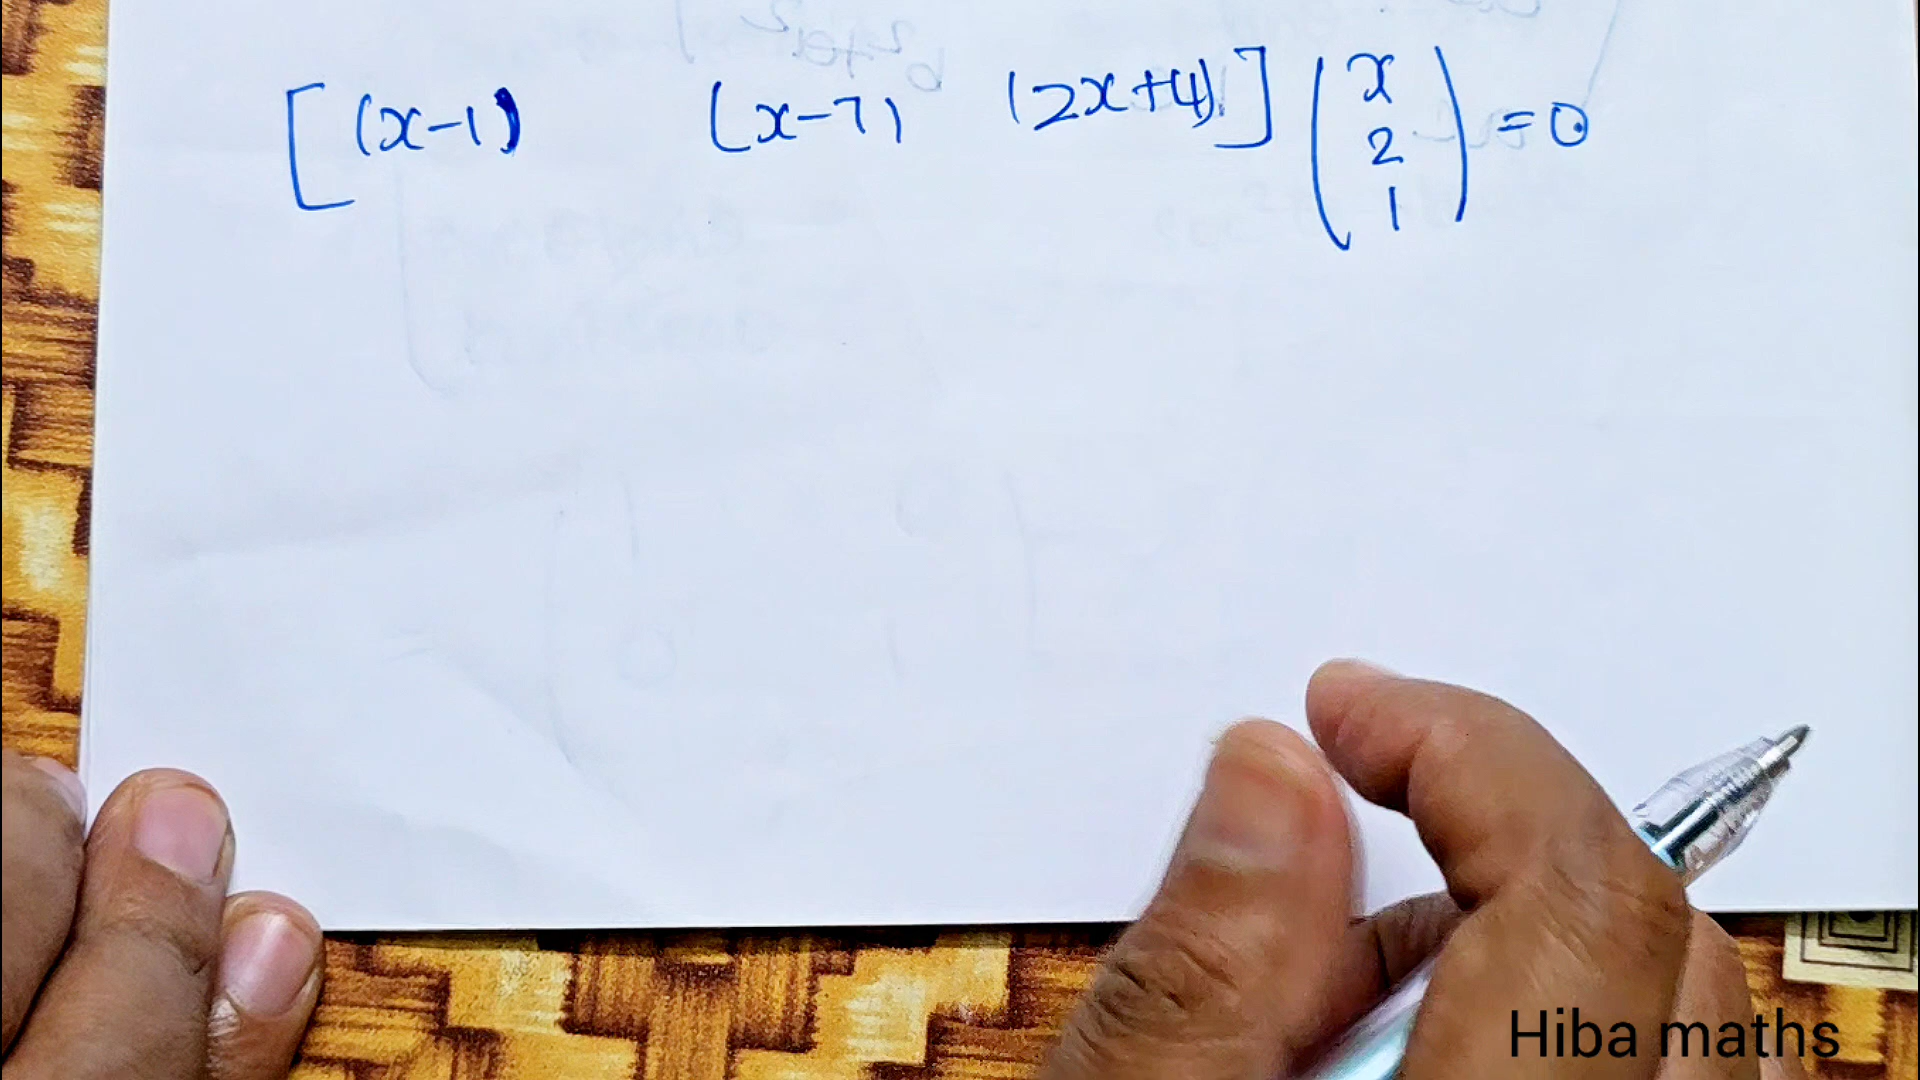 [(x-1) (x-7) (2x+4)] (x
2
1) = 0
Hiba maths